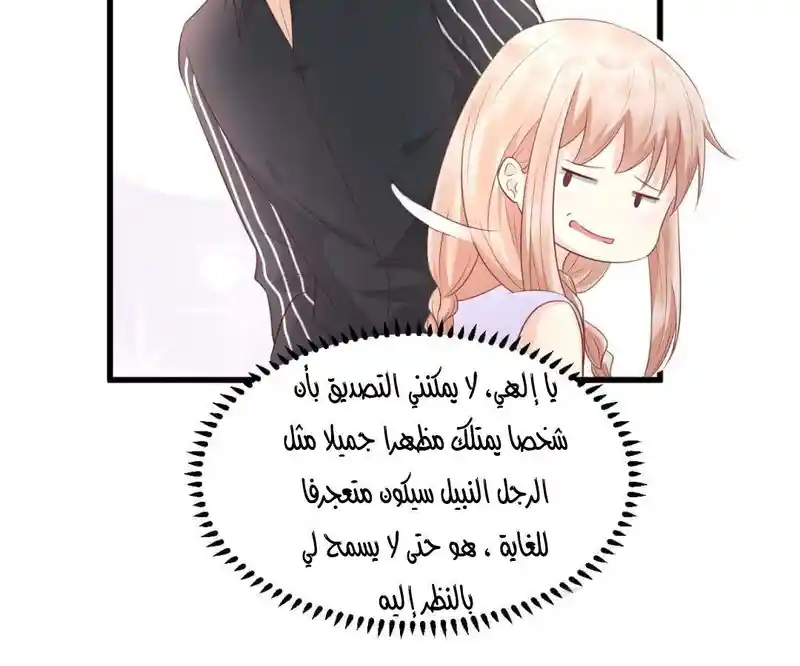 يا إلهي، لا يمكنني التصديق بأن
شخصا يمتلك مظهرا جميلا مثل
الرجل النبيل سيكون متعجرفا
للغاية ، هو حتى لا يسمح لي
بالنظر إليه